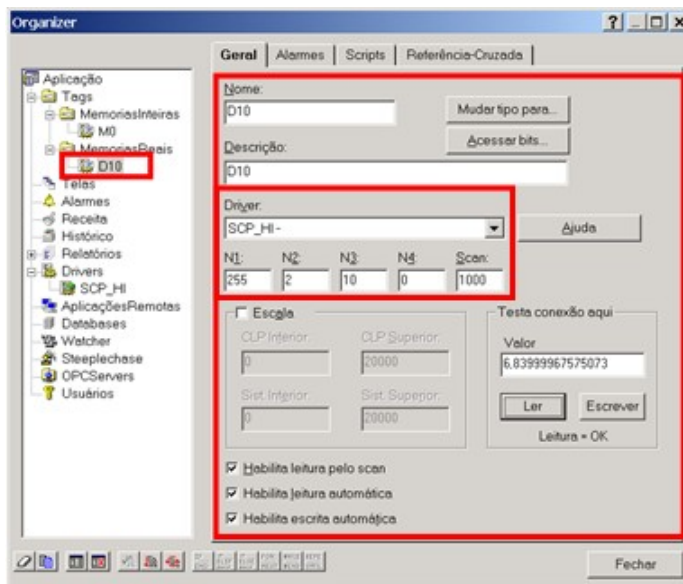 Organizer
Geral Alarmes Scripts Referência-Cruzada
Aplicação
Tags
MemoriasInteiras
M0
MemoriasReais
D10
Telas
Alarmes
Receita
Histórico
Relatórios
Drivers
SCP_HI
AplicaçõesRemotas
Databases
Watcher
Steeplechase
OPCServers
Usuários
Nome:
D10
Mudar tipo para...
Acessar bits...
Descrição:
D10
Driver:
SCP_HI -
Ajuda
N1: N2: N3: N4: Scan:
255 2 10 0 1000
Escala
CLP Inferior: CLP Superior:
0 20000
Sist. Inferior: Sist. Superior:
0 20000
Testa conexão aqui
Valor
6,83999967575073
Ler Escrever
Leitura = OK
Habilita leitura pelo scan
Habilita leitura automática
Habilita escrita automática
Fechar